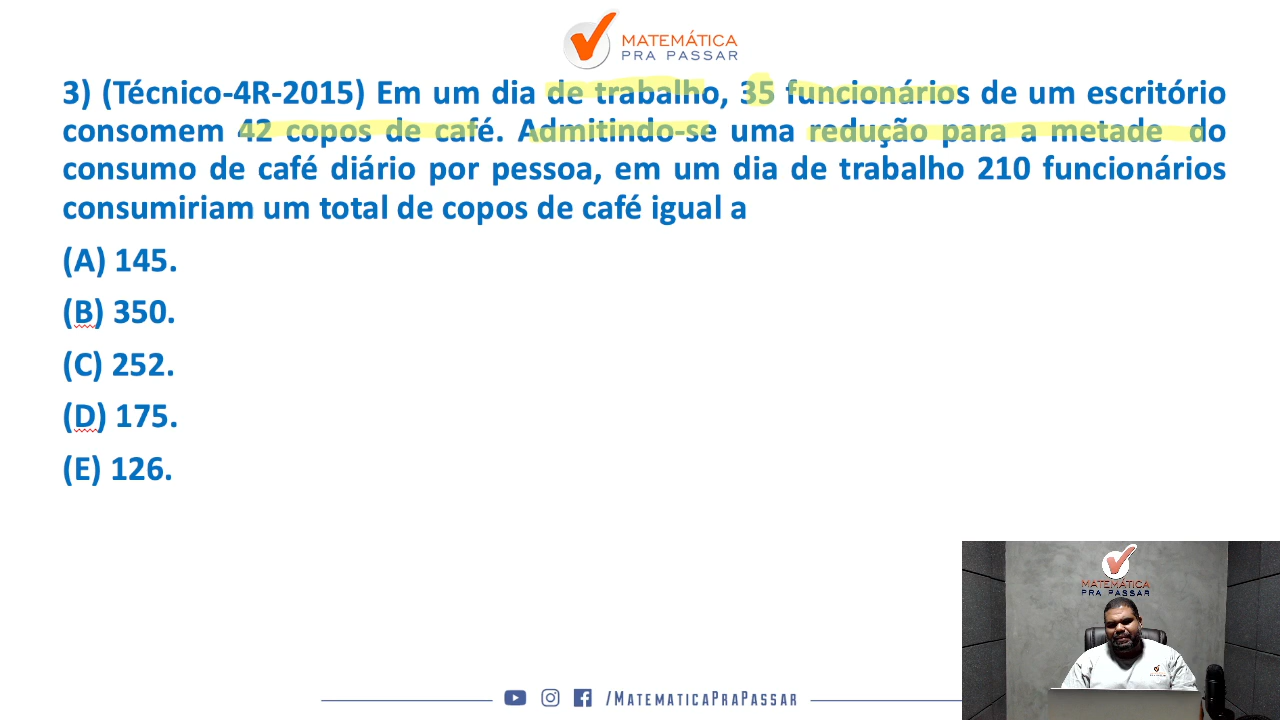 MATEMÁTICA
PRA PASSAR
3) (Técnico-4R-2015) Em um dia de trabalho, 35 funcionários de um escritório
consomem 42 copos de café. Admitindo-se uma redução para a metade do
consumo de café diário por pessoa, em um dia de trabalho 210 funcionários
consumiriam um total de copos de café igual a
(A) 145.
(B) 350.
(C) 252.
(D) 175.
(E) 126.
MATEMÁTICA
PRA PASSAR
/MATEMATICAPRAPASSAR